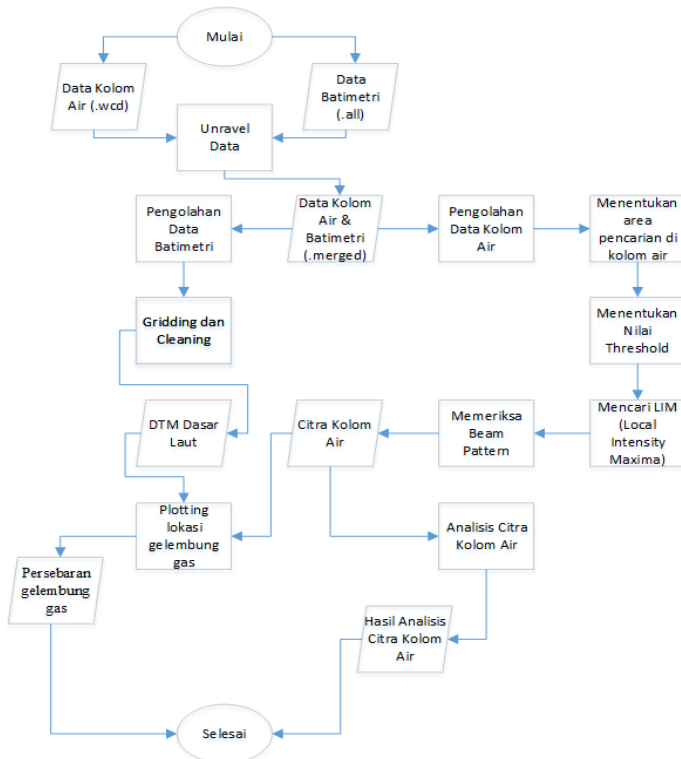 Mulai
Data Kolom
Air (.wcd)
Data
Batimetri
(.all)
Unravel
Data
Pengolahan
Data
Batimetri
Data Kolom
Air &
Batimetri
(.merged)
Pengolahan
Data Kolom
Air
Menentukan
area
pencarian di
kolom air
Gridding dan
Cleaning
Menentukan
Nilai
Threshold
DTM Dasar
Laut
Citra Kolom
Air
Memeriksa
Beam
Pattern
Mencari LIM
(Local
Intensity
Maxima)
Plotting
lokasi
gelembung
gas
Analisis Citra
Kolom Air
Persebaran
gelembung
gas
Hasil Analisis
Citra Kolom
Air
Selesai